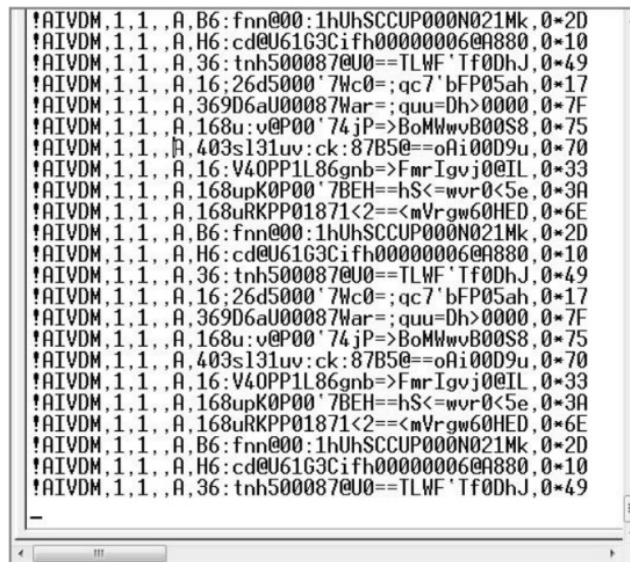 !AIVDM,1,1,,A,B6:fnn@00:1hUhSCCUP000N021Mk,0*2D
!AIVDM,1,1,,A,H6:cd@U61G3Cifh00000006@A880,0*10
!AIVDM,1,1,,A,36:tnh500087@U0==TLWF'Tf0DhJ,0*49
!AIVDM,1,1,,A,16;26d5000'7Wc0=;qc7'bFP05ah,0*17
!AIVDM,1,1,,A,369D6aU00087War=;quu=Dh>0000,0*7F
!AIVDM,1,1,,A,168u:v@P00'74jP=>BoMWwvB00S8,0*75
!AIVDM,1,1,,A,403sl31uv:ck:87B5@==oAi00D9u,0*70
!AIVDM,1,1,,A,16:V4OPP1L86gnb=>FmrIgvj0@IL,0*33
!AIVDM,1,1,,A,168upK0P00'7BEH==hS<=wvr0<5e,0*3A
!AIVDM,1,1,,A,168uRKPP01871<2==<mVrgw60HED,0*6E
!AIVDM,1,1,,A,B6:fnn@00:1hUhSCCUP000N021Mk,0*2D
!AIVDM,1,1,,A,H6:cd@U61G3Cifh00000006@A880,0*10
!AIVDM,1,1,,A,36:tnh500087@U0==TLWF'Tf0DhJ,0*49
!AIVDM,1,1,,A,16;26d5000'7Wc0=;qc7'bFP05ah,0*17
!AIVDM,1,1,,A,369D6aU00087War=;quu=Dh>0000,0*7F
!AIVDM,1,1,,A,168u:v@P00'74jP=>BoMWwvB00S8,0*75
!AIVDM,1,1,,A,403sl31uv:ck:87B5@==oAi00D9u,0*70
!AIVDM,1,1,,A,16:V4OPP1L86gnb=>FmrIgvj0@IL,0*33
!AIVDM,1,1,,A,168upK0P00'7BEH==hS<=wvr0<5e,0*3A
!AIVDM,1,1,,A,168uRKPP01871<2==<mVrgw60HED,0*6E
!AIVDM,1,1,,A,B6:fnn@00:1hUhSCCUP000N021Mk,0*2D
!AIVDM,1,1,,A,H6:cd@U61G3Cifh00000006@A880,0*10
!AIVDM,1,1,,A,36:tnh500087@U0==TLWF'Tf0DhJ,0*49